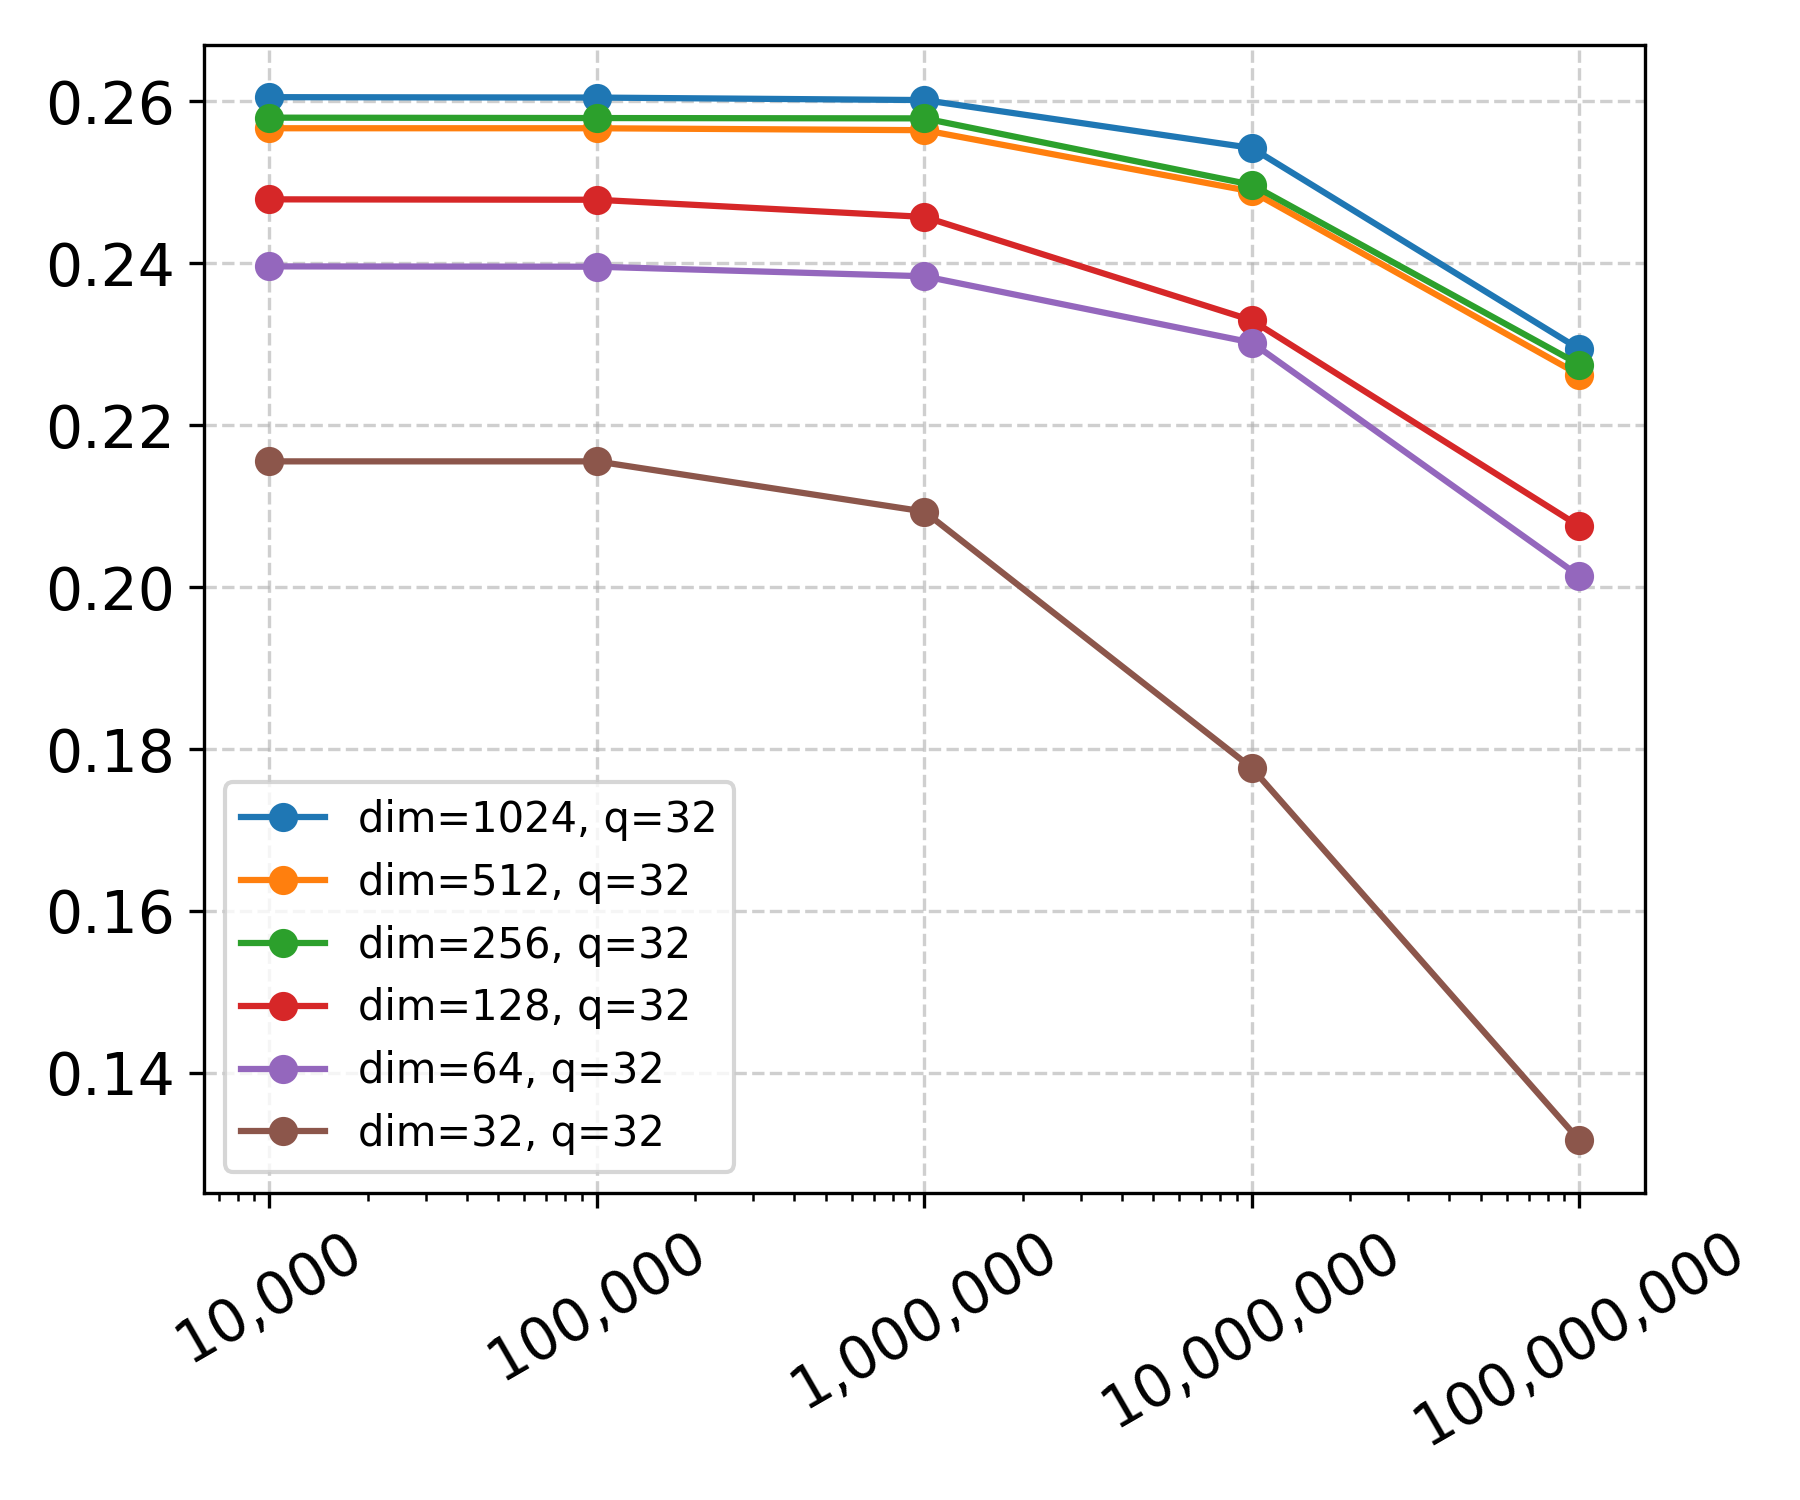 0.26
0.24
0.22
0.20
0.18
0.16
0.14
dim=1024, q=32
dim=512, q=32
dim=256, q=32
dim=128, q=32
dim=64, q=32
dim=32, q=32
10,000
100,000
1,000,000
10,000,000
100,000,000